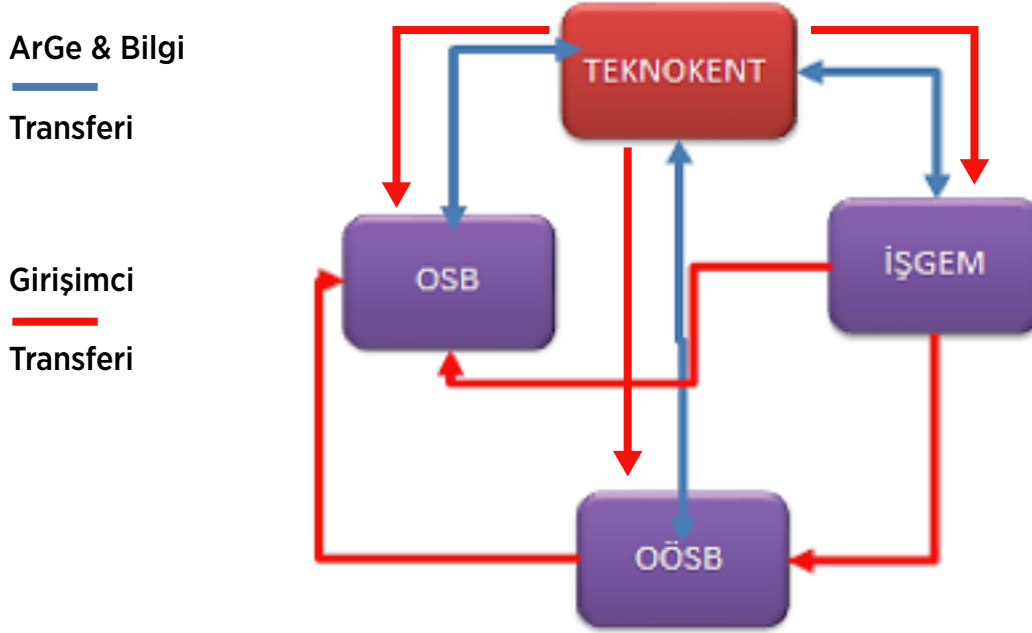 ArGe & Bilgi
Transferi
Girişimci
Transferi
TEKNOKENT
OSB
İŞGEM
OÖSB